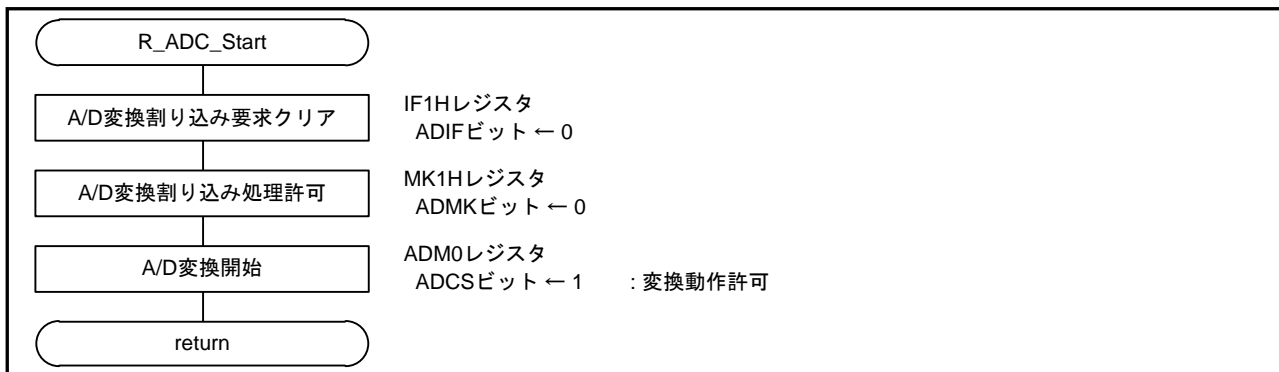 R_ADC_Start
A/D変換割り込み要求クリア
IF1Hレジスタ
ADIFビット ← 0
A/D変換割り込み処理許可
MK1Hレジスタ
ADMKビット ← 0
A/D変換開始
ADM0レジスタ
ADCSビット ← 1 : 変換動作許可
return